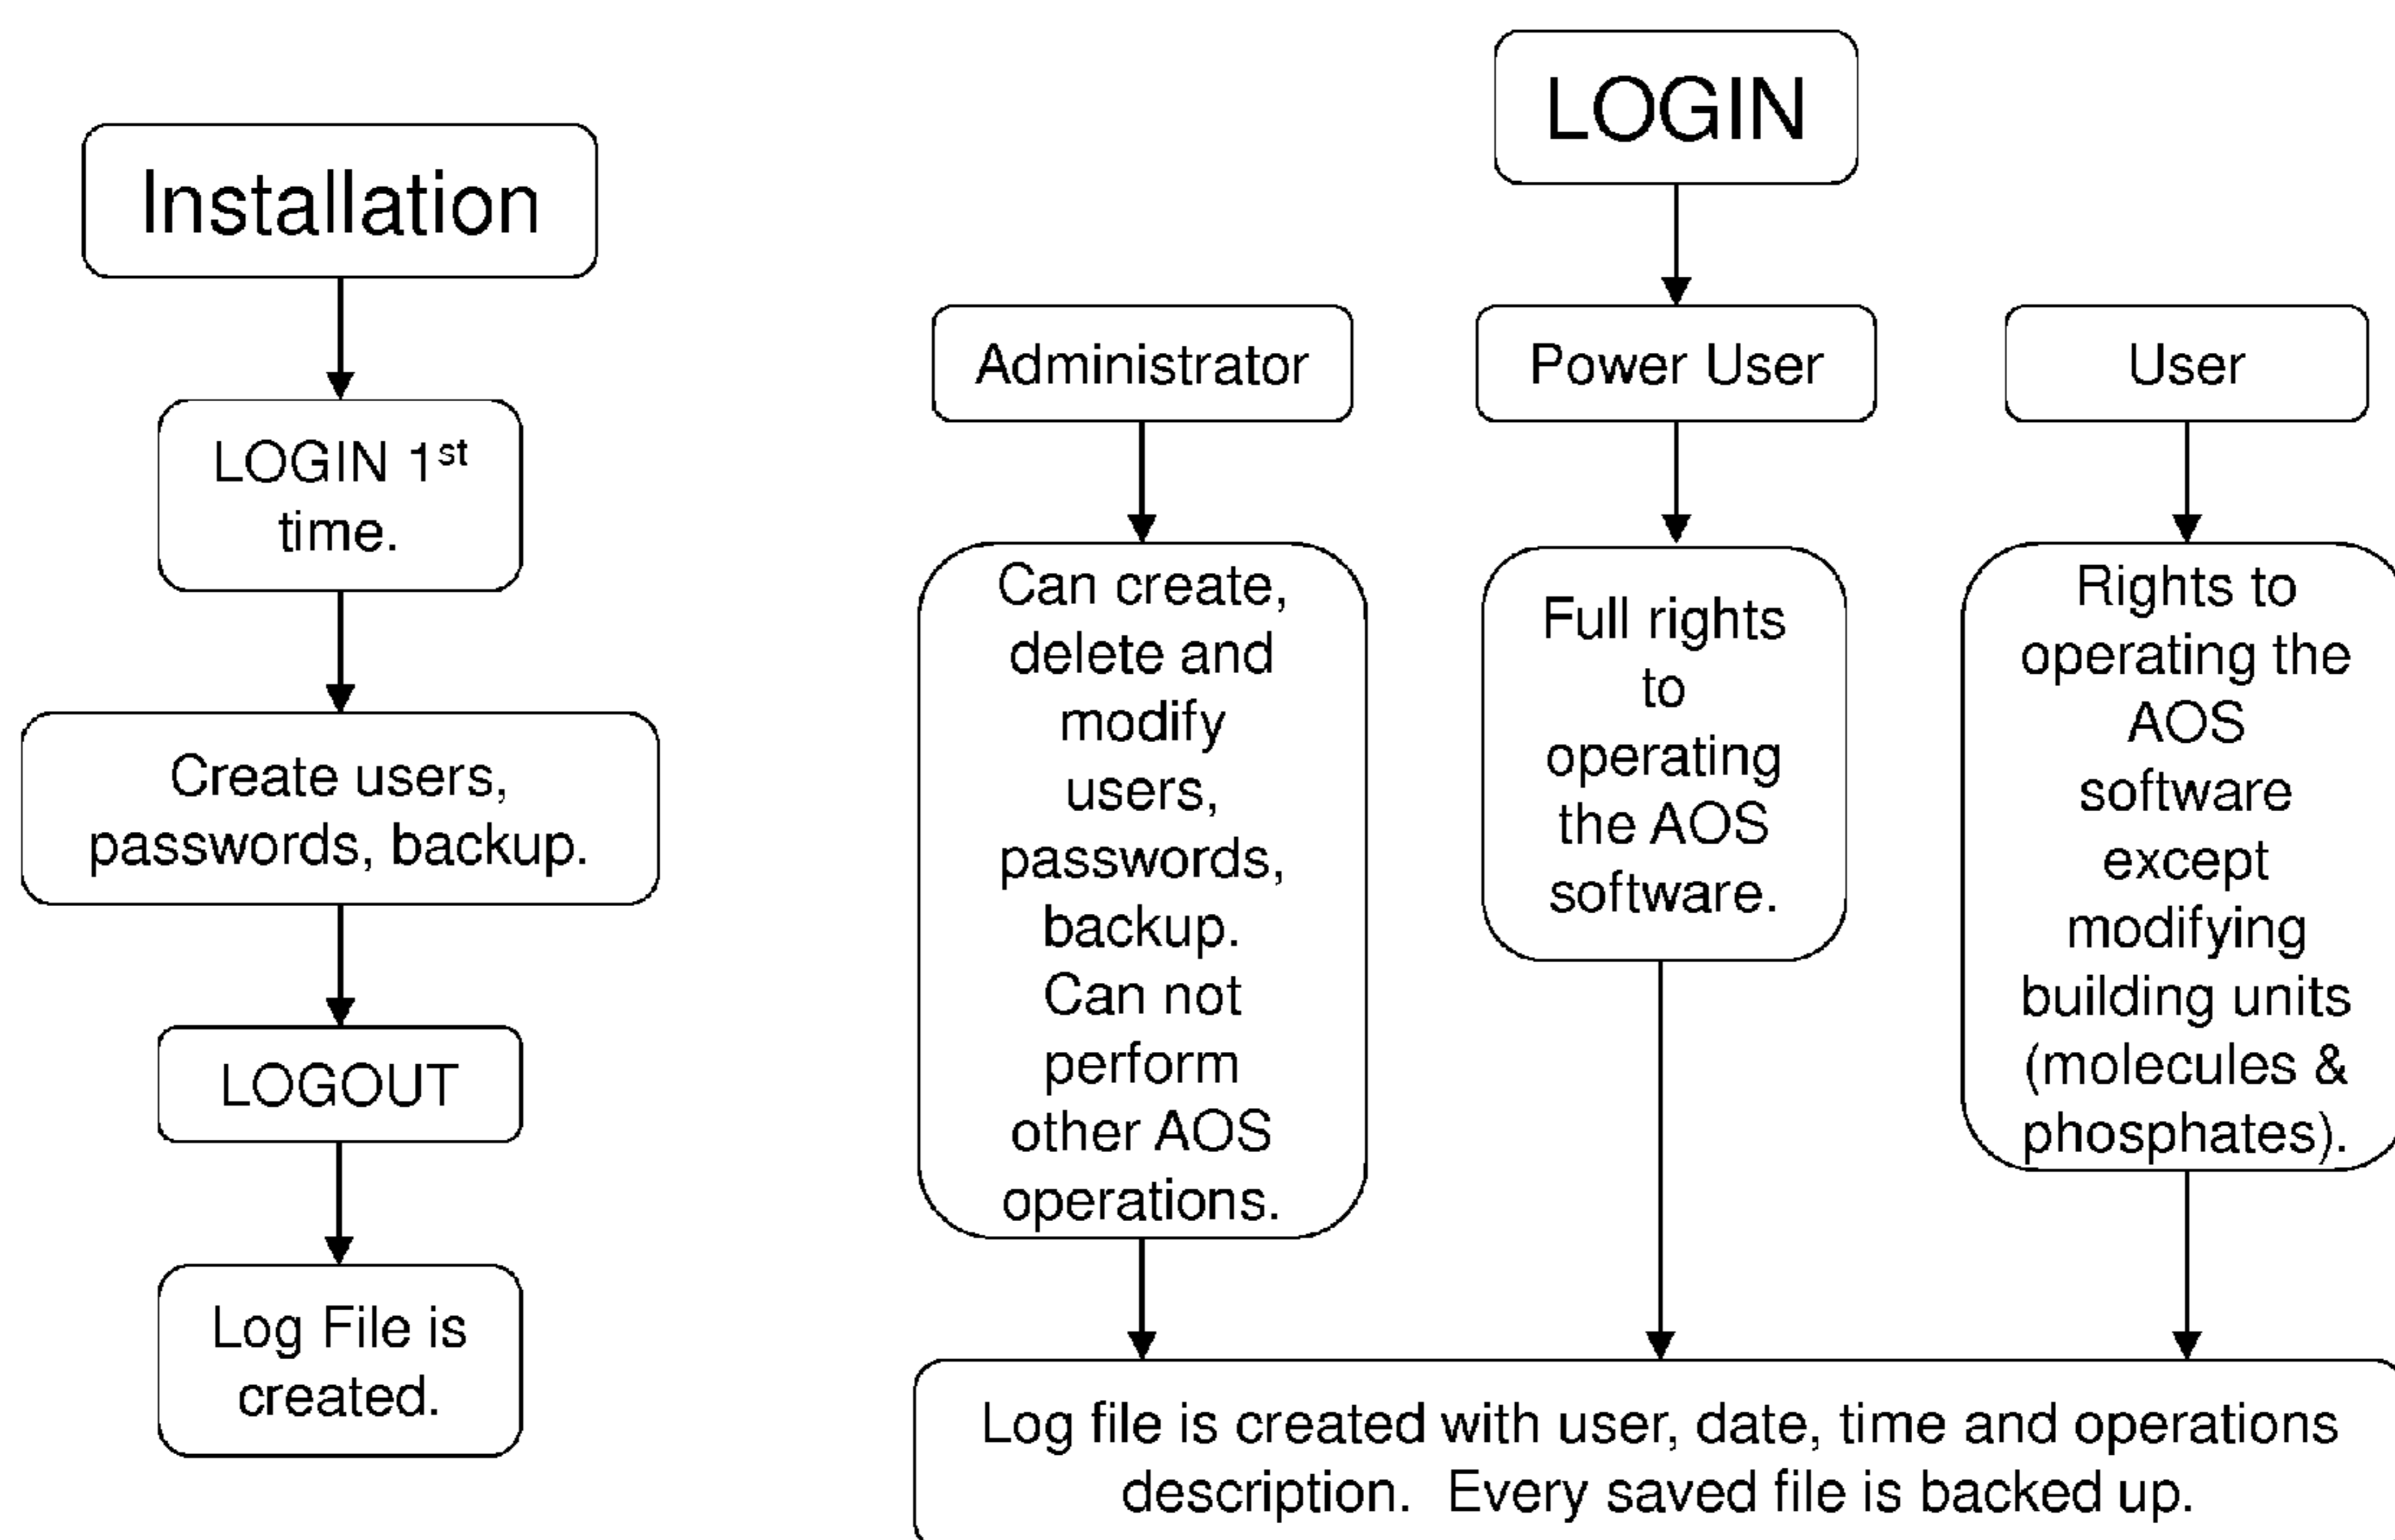 Installation
LOGIN 1st
time.
Create users,
passwords, backup.
LOGOUT
Log File is
created.
LOGIN
Administrator
Can create,
delete and
modify
users,
passwords,
backup.
Can not
perform
other AOS
operations.
Power User
Full rights
to
operating
the AOS
software.
User
Rights to
operating the
AOS
software
except
modifying
building units
(molecules &
phosphates).
Log file is created with user, date, time and operations
description. Every saved file is backed up.